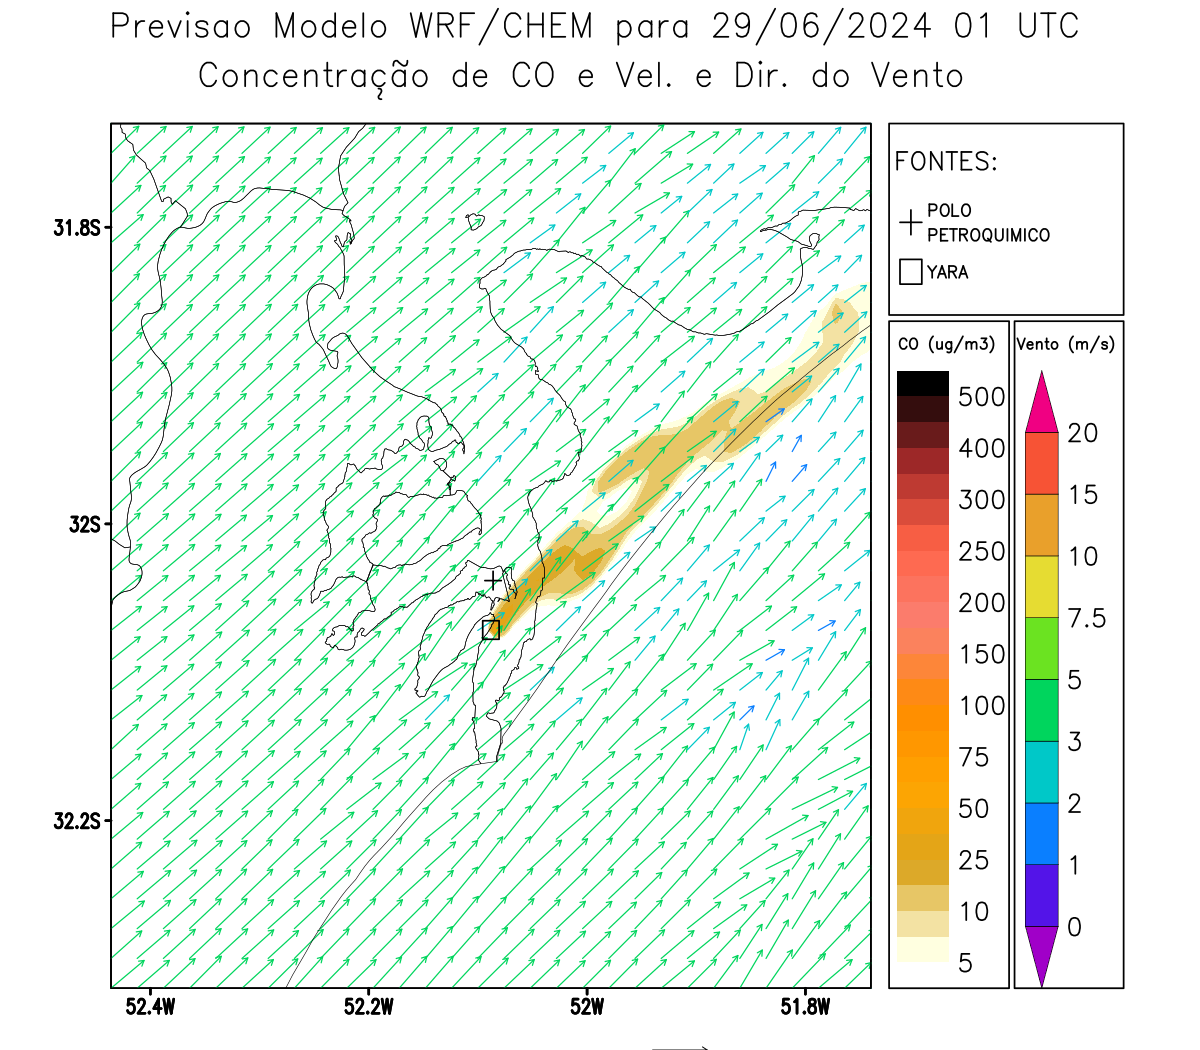 Previsao Modelo WRF/CHEM para 29/06/2024 01 UTC
Concentração de CO e Vel. e Dir. do Vento
FONTES:
POLO
PETROQUIMICO
YARA
31.8S
32S
32.2S
52.4W
52.2W
52W
51.8W
CO (ug/m3)
500
400
300
250
200
150
100
75
50
25
10
5
Vento (m/s)
20
15
10
7.5
5
3
2
1
0